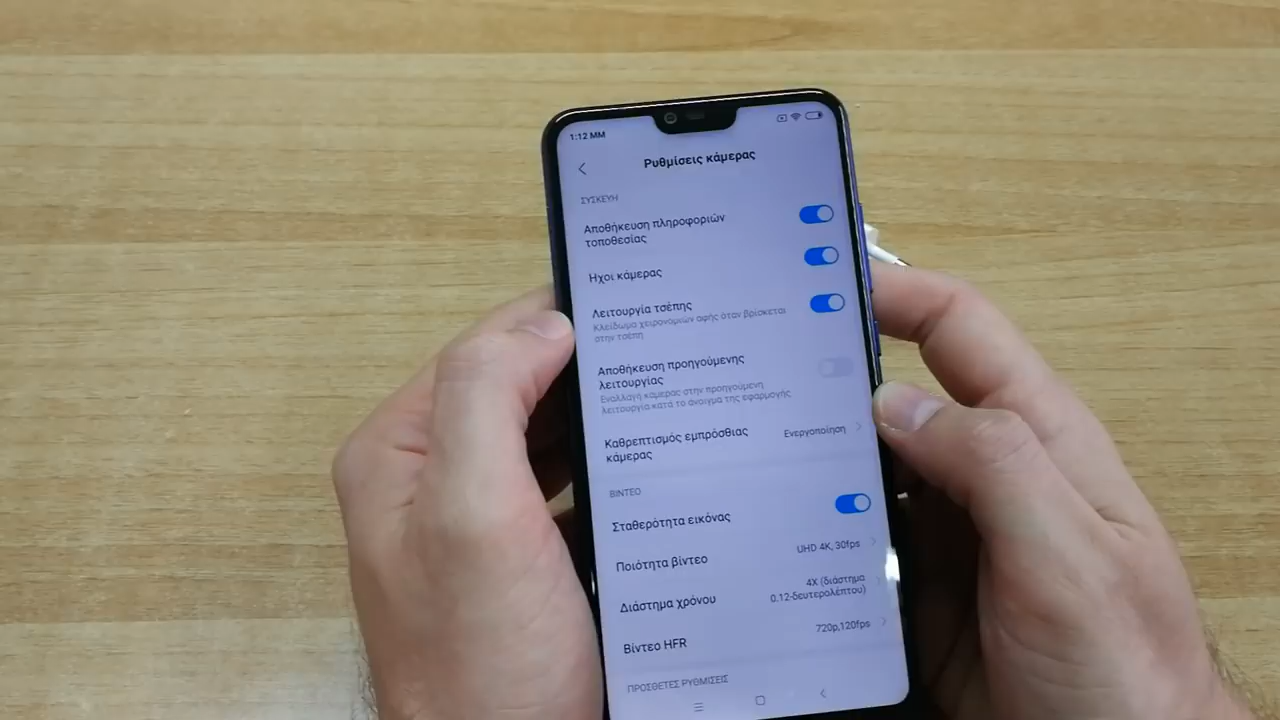 1:12 MM
Ρυθμίσεις κάμερας
ΣΥΣΚΕΥΗ
Αποθήκευση πληροφοριών
τοποθεσίας
Ήχοι κάμερας
Λειτουργία τσέπης
Κλείδωμα χειρονομιών αφής όταν βρίσκεται
στην τσέπη
Αποθήκευση προηγούμενης
λειτουργίας
Εναλλαγή κάμερας στην προηγούμενη
λειτουργία κατά το άνοιγμα της εφαρμογής
Καθρεπτισμός εμπρόσθιας
κάμερας
Ενεργοποίηση
ΒΙΝΤΕΟ
Σταθερότητα εικόνας
Ποιότητα βίντεο
UHD 4K, 30fps
Διάστημα χρόνου
4X (διάστημα
0.12-δευτερολέπτου)
Βίντεο HFR
720p,120fps
ΠΡΟΣΘΕΤΕΣ ΡΥΘΜΙΣΕΙΣ